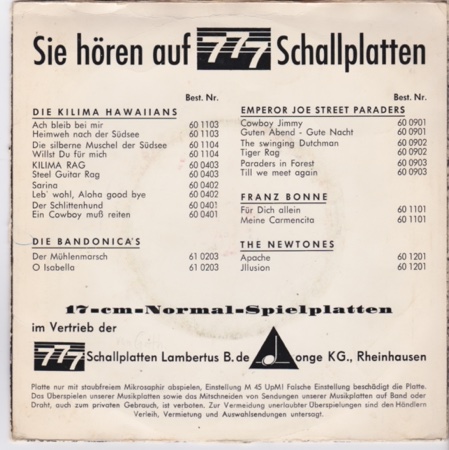 Sie hören auf 777 Schallplatten
Best. Nr.
DIE KILIMA HAWAIIANS
Ach bleib bei mir 60 1103
Heimweh nach der Südsee 60 1103
Die silberne Muschel der Südsee 60 1104
Willst Du für mich 60 1104
KILIMA RAG 60 0403
Steel Guitar Rag 60 0403
Sarina 60 0402
Leb' wohl, Aloha good bye 60 0402
Der Schlittenhund 60 0401
Ein Cowboy muß reiten 60 0401
DIE BANDONICA'S
Der Mühlenmarsch 61 0203
O Isabella 61 0203
Best. Nr.
EMPEROR JOE STREET PARADERS
Cowboy Jimmy 60 0901
Guten Abend - Gute Nacht 60 0901
The swinging Dutchman 60 0902
Tiger Rag 60 0902
Paraders in Forest 60 0903
Till we meet again 60 0903
FRANZ BONNE
Für Dich allein 60 1101
Meine Carmencita 60 1101
THE NEWTONES
Apache 60 1201
Jllusion 60 1201
17-cm-Normal-Spielplatten
im Vertrieb der
777 Schallplatten Lambertus B. de Jonge KG., Rheinhausen
Platte nur mit staubfreiem Mikrosaphir abspielen, Einstellung M 45 UpM! Falsche Einstellung beschädigt die Platte.
Das Überspielen unserer Musikplatten sowie das Mitschneiden von Sendungen unserer Musikplatten auf Band oder
Draht, auch zum privaten Gebrauch, ist verboten. Zur Vermeidung unerlaubter Überspielungen sind den Händlern
Verleih, Vermietung und Auswahlsendungen untersagt.